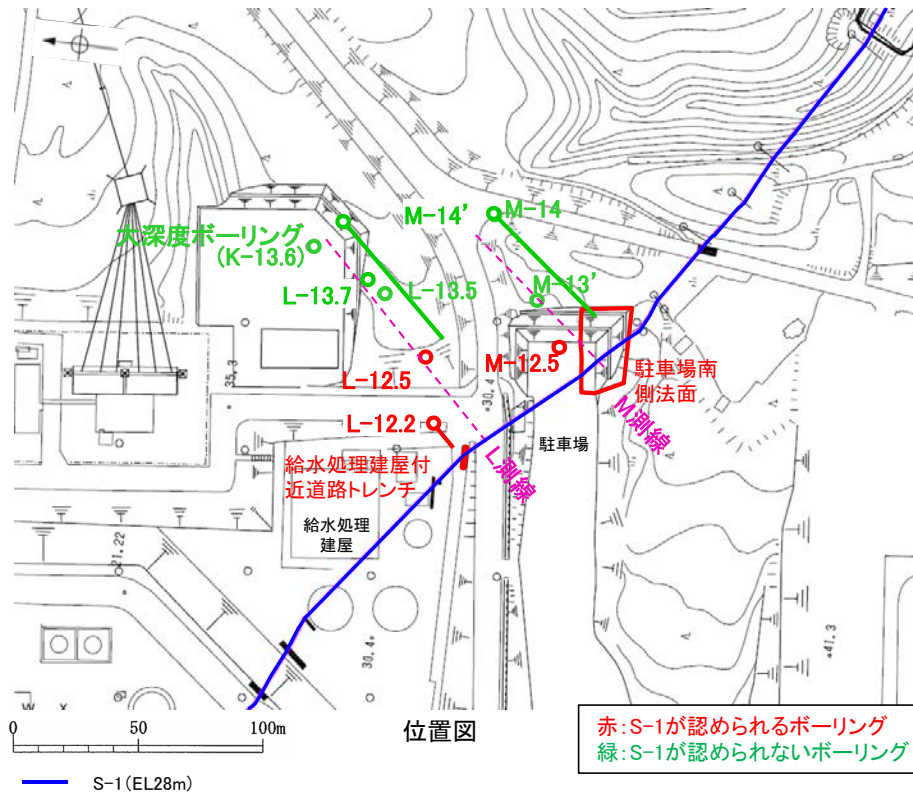 M-14'
M-14
大深度ボーリング
(K-13.6)
L-13.7
L-13.5
M-13'
35.3
L-12.5
M-12.5
駐車場南
側法面
30.4
L-12.2
M測線
L測線
駐車場
給水処理建屋付
近道路トレンチ
給水処理
建屋
21.22
30.4
41.3
W X
0 50 100m
位置図
赤:S-1が認められるボーリング
緑:S-1が認められないボーリング
S-1(EL28m)